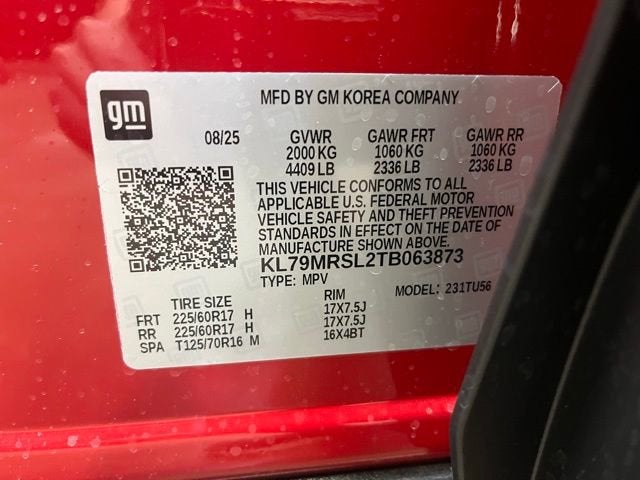 gm
MFD BY GM KOREA COMPANY
08/25 GVWR GAWR FRT GAWR RR
2000 KG 1060 KG 1060 KG
4409 LB 2336 LB 2336 LB
THIS VEHICLE CONFORMS TO ALL
APPLICABLE U.S. FEDERAL MOTOR
VEHICLE SAFETY AND THEFT PREVENTION
STANDARDS IN EFFECT ON THE DATE OF
MANUFACTURE SHOWN ABOVE.
KL79MRSL2TB063873
TYPE: MPV MODEL: 231TU56
TIRE SIZE RIM
FRT 225/60R17 H 17X7.5J
RR 225/60R17 H 17X7.5J
SPA T125/70R16 M 16X4BT